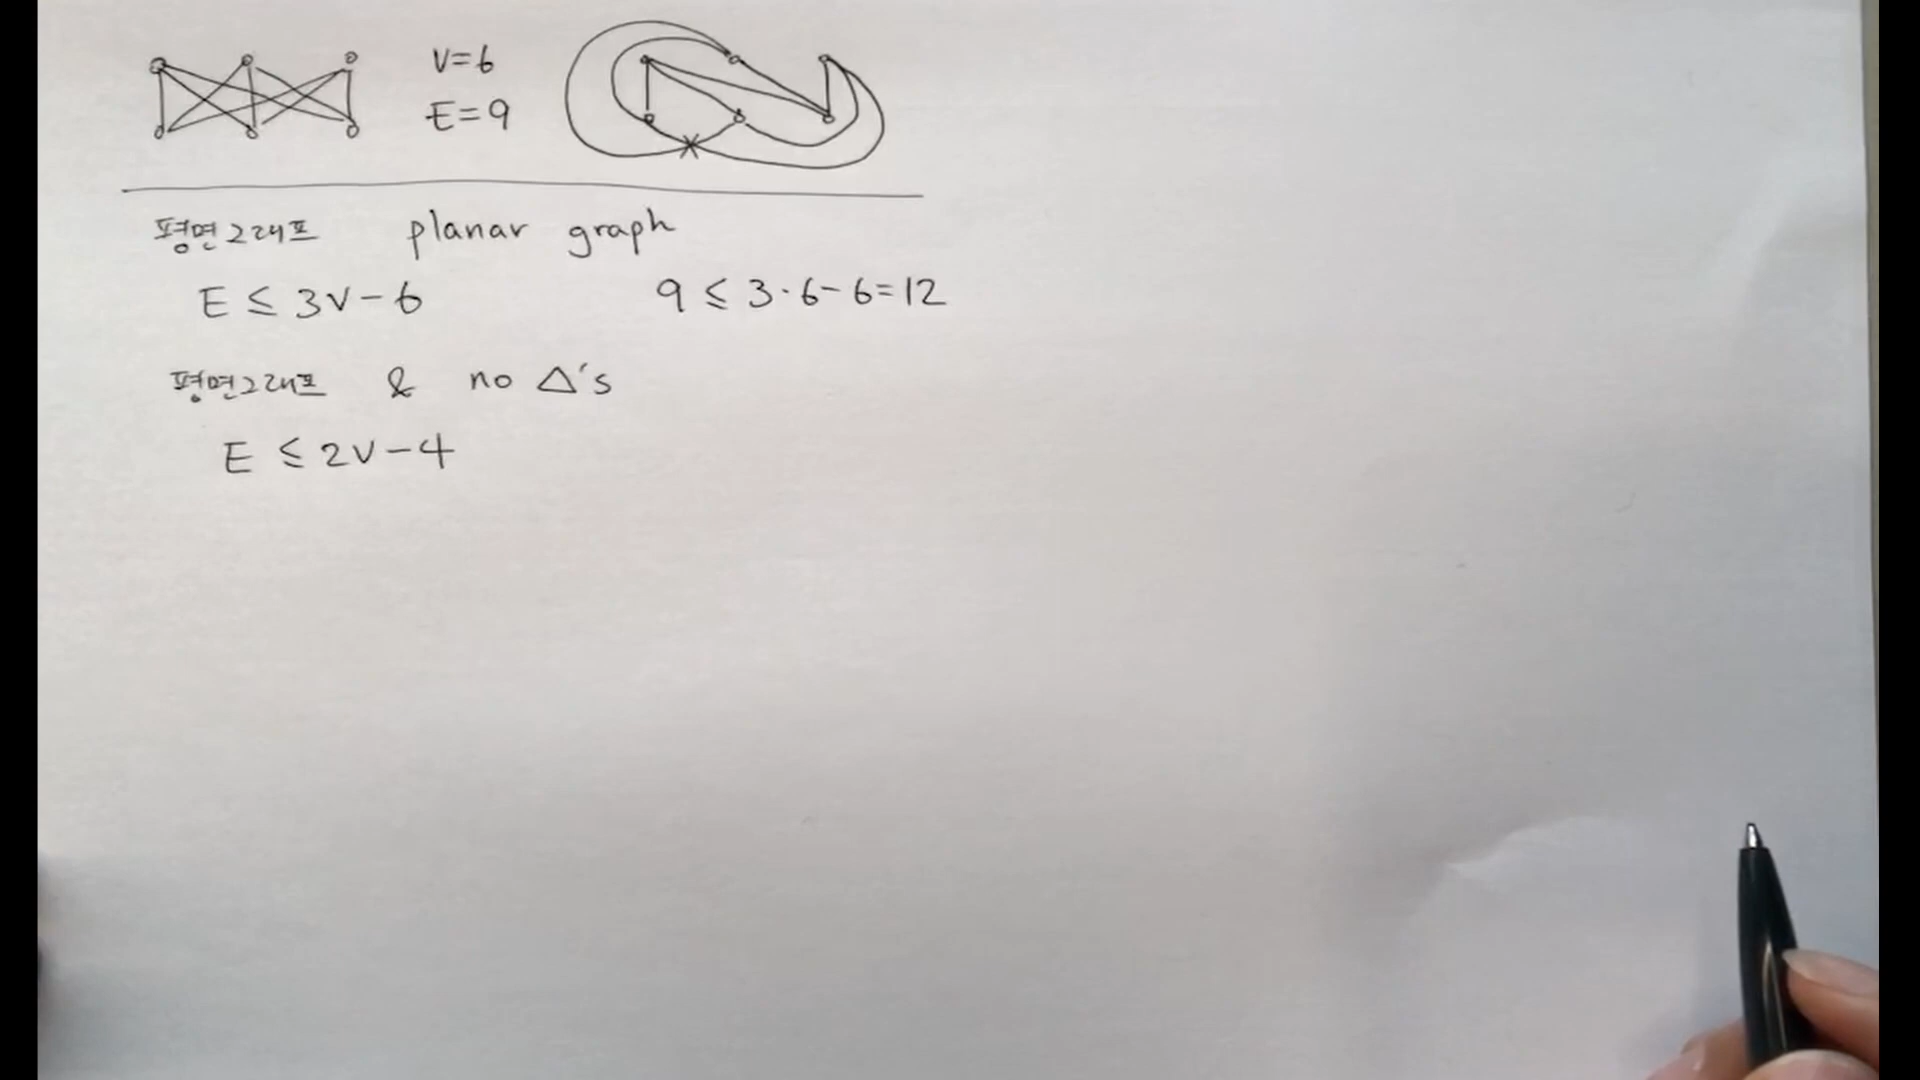 V=6
E=9
평면그래프 planar graph
E ≤ 3V-6 9 ≤ 3·6-6=12
평면그래프 & no △'s
E ≤ 2V-4